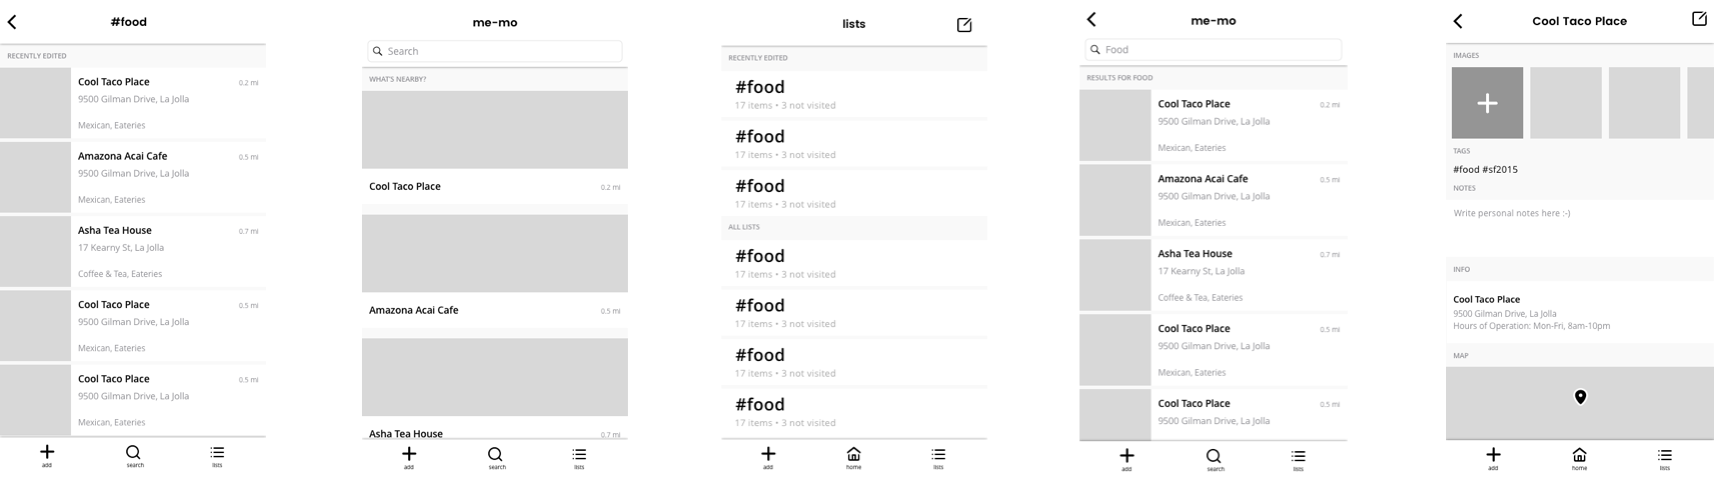 #food
RECENTLY EDITED
Cool Taco Place 0.2 mi
9500 Gilman Drive, La Jolla
Mexican, Eateries
Amazona Acai Cafe 0.5 mi
9500 Gilman Drive, La Jolla
Mexican, Eateries
Asha Tea House 0.7 mi
17 Kearny St, La Jolla
Coffee & Tea, Eateries
Cool Taco Place 0.5 mi
9500 Gilman Drive, La Jolla
Mexican, Eateries
Cool Taco Place 0.5 mi
9500 Gilman Drive, La Jolla
Mexican, Eateries
add search lists
me-mo
Search
WHAT'S NEARBY?
Cool Taco Place 0.2 mi
Amazona Acai Cafe 0.5 mi
Asha Tea House 0.7 mi
add search lists
lists
RECENTLY EDITED
#food
17 items • 3 not visited
#food
17 items • 3 not visited
#food
17 items • 3 not visited
ALL LISTS
#food
17 items • 3 not visited
#food
17 items • 3 not visited
#food
17 items • 3 not visited
#food
17 items • 3 not visited
add home lists
me-mo
Food
RESULTS FOR FOOD
Cool Taco Place 0.2 mi
9500 Gilman Drive, La Jolla
Mexican, Eateries
Amazona Acai Cafe 0.5 mi
9500 Gilman Drive, La Jolla
Mexican, Eateries
Asha Tea House 0.7 mi
17 Kearny St, La Jolla
Coffee & Tea, Eateries
Cool Taco Place 0.5 mi
9500 Gilman Drive, La Jolla
Mexican, Eateries
Cool Taco Place 0.5 mi
9500 Gilman Drive, La Jolla
add search lists
Cool Taco Place
IMAGES
TAGS
#food #sf2015
NOTES
Write personal notes here :-)
INFO
Cool Taco Place
9500 Gilman Drive, La Jolla
Hours of Operation: Mon-Fri, 8am-10pm
MAP
add home lists